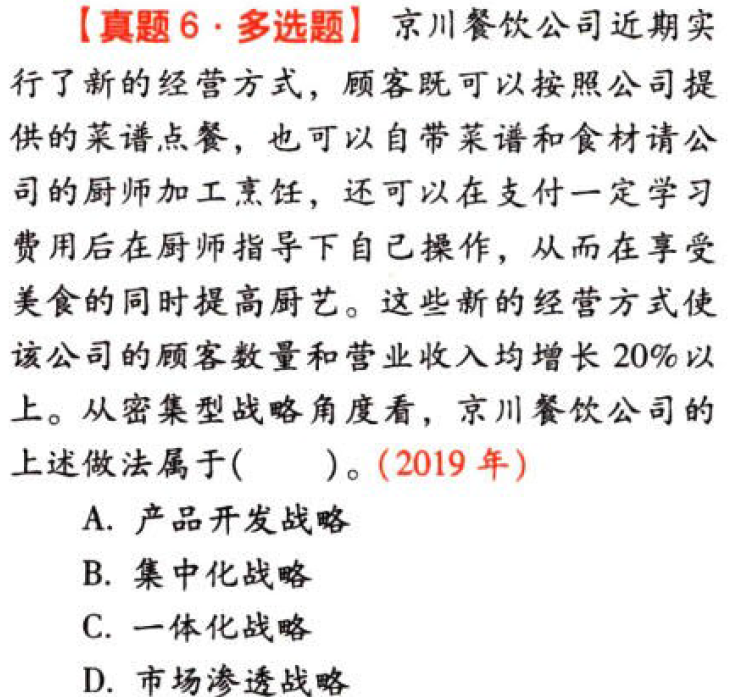 【真题6·多选题】 京川餐饮公司近期实
行了新的经营方式，顾客既可以按照公司提
供的菜谱点餐，也可以自带菜谱和食材请公
司的厨师加工烹饪，还可以在支付一定学习
费用后在厨师指导下自己操作，从而在享受
美食的同时提高厨艺。这些新的经营方式使
该公司的顾客数量和营业收入均增长20%以
上。从密集型战略角度看，京川餐饮公司的
上述做法属于(　　)。(2019年)
A. 产品开发战略
B. 集中化战略
C. 一体化战略
D. 市场渗透战略